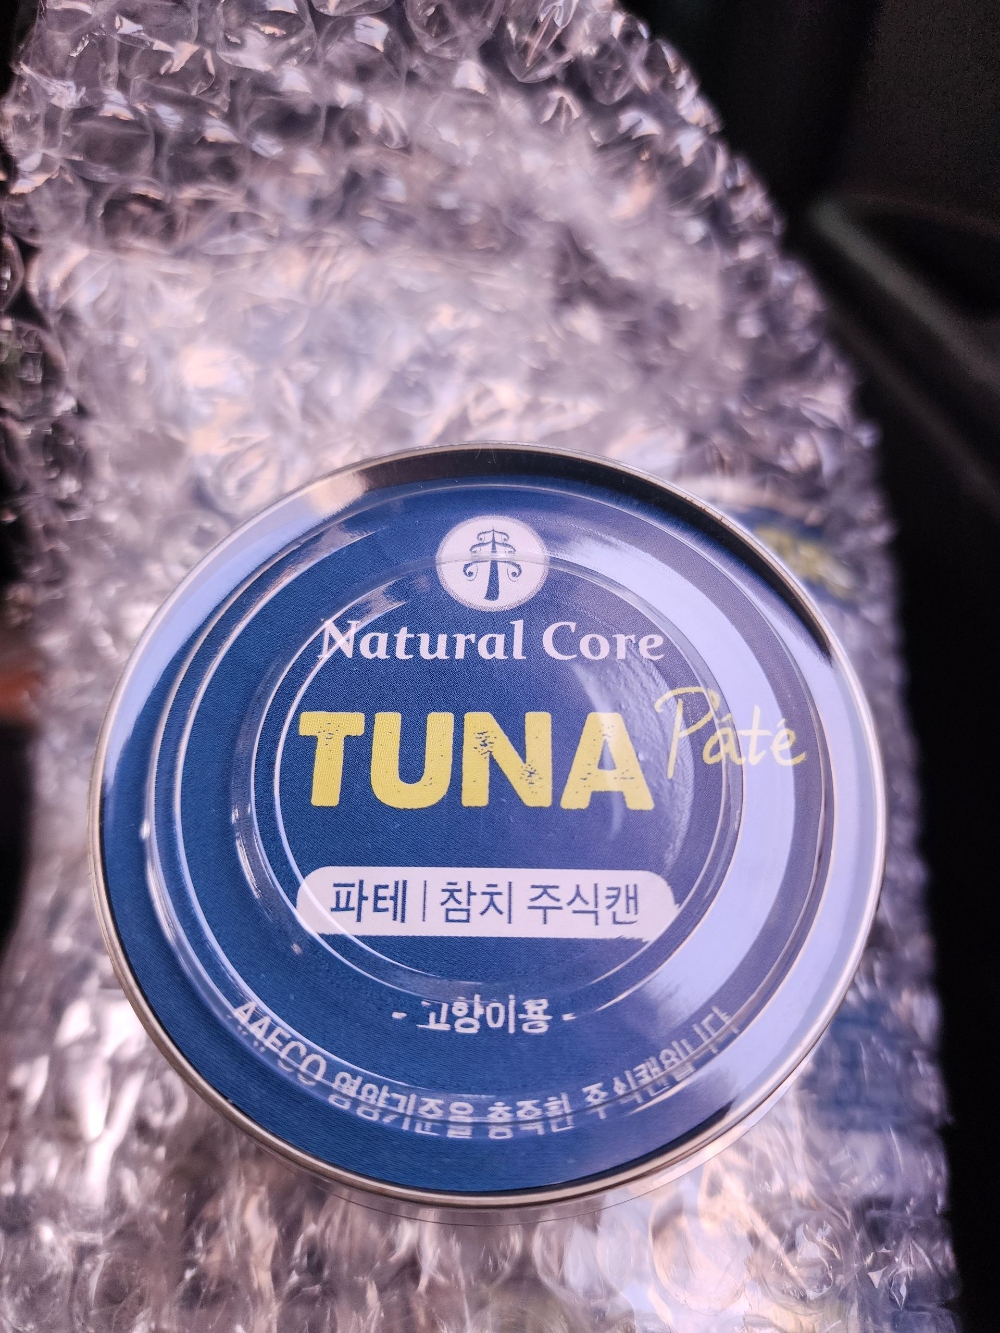 Natural Core
TUNA Pâté
파테 | 참치 주식캔
- 고양이용 -
AAFCO 영양기준을 충족한 주식캔입니다